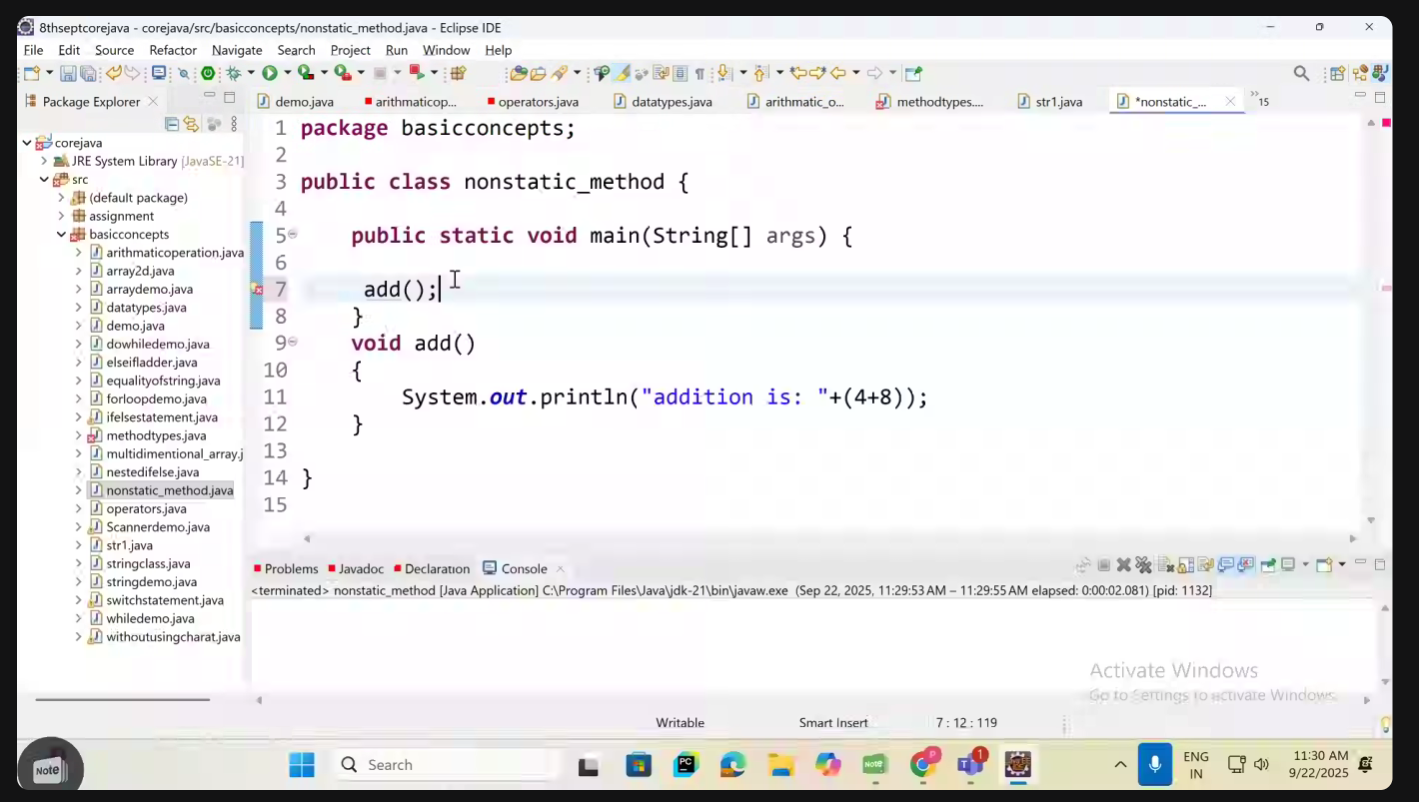 8thseptcorejava - corejava/src/basicconcepts/nonstatic_method.java - Eclipse IDE
File Edit Source Refactor Navigate Search Project Run Window Help
Package Explorer
demo.java arithmaticop... operators.java datatypes.java arithmatic_o... methodtypes.... str1.java *nonstatic_... 15
corejava
JRE System Library [JavaSE-21]
src
(default package)
assignment
basicconcepts
arithmaticoperation.java
array2d.java
arraydemo.java
datatypes.java
demo.java
dowhiledemo.java
elseifladder.java
equalityofstring.java
forloopdemo.java
ifelsestatement.java
methodtypes.java
multidimentional_array.j
nestedifelse.java
nonstatic_method.java
operators.java
Scannerdemo.java
str1.java
stringclass.java
stringdemo.java
switchstatement.java
whiledemo.java
withoutusingcharat.java
1 package basicconcepts;
2
3 public class nonstatic_method {
4
5 public static void main(String[] args) {
6
7 add();
8 }
9 void add()
10 {
11 System.out.println("addition is: "+(4+8));
12 }
13
14 }
15
Problems Javadoc Declaration Console
<terminated> nonstatic_method [Java Application] C:\Program Files\Java\jdk-21\bin\javaw.exe (Sep 22, 2025, 11:29:53 AM – 11:29:55 AM elapsed: 0:00:02.081) [pid: 1132]
Activate Windows
Go to Settings to activate Windows.
Writable Smart Insert 7 : 12 : 119
Note
Search
PC
Note
P
1
ENG
IN
11:30 AM
9/22/2025